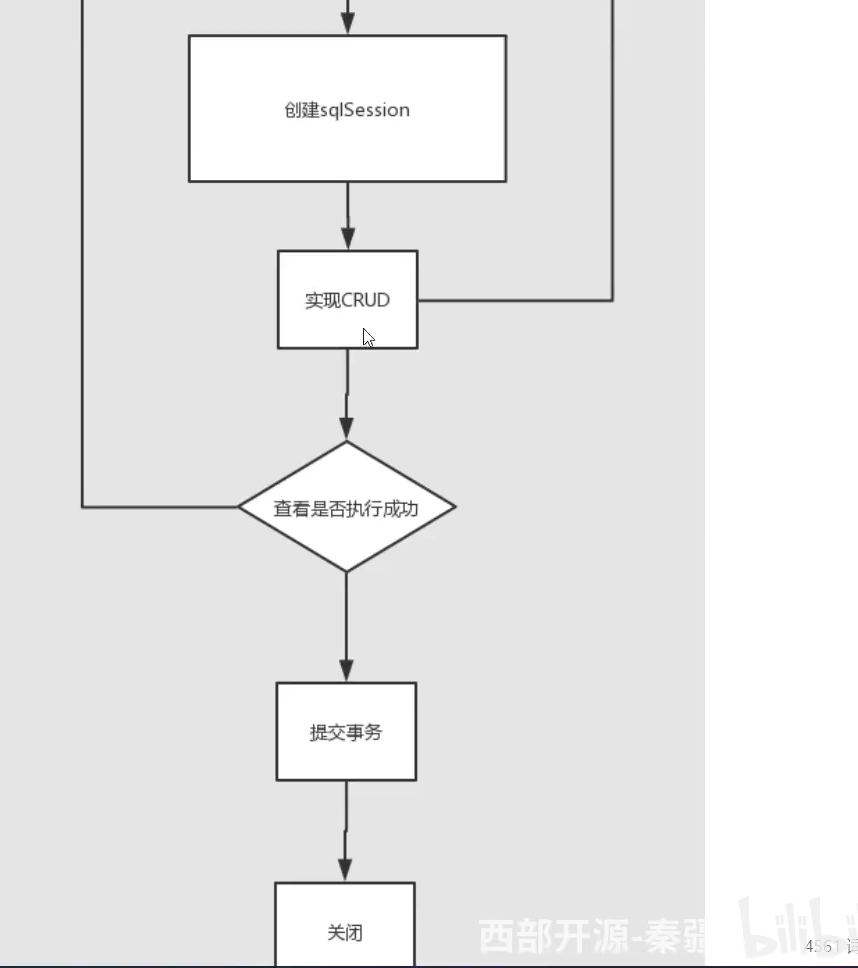 创建sqlSession
实现CRUD
查看是否执行成功
提交事务
关闭
西部开源-秦疆
bilibili
4561 词